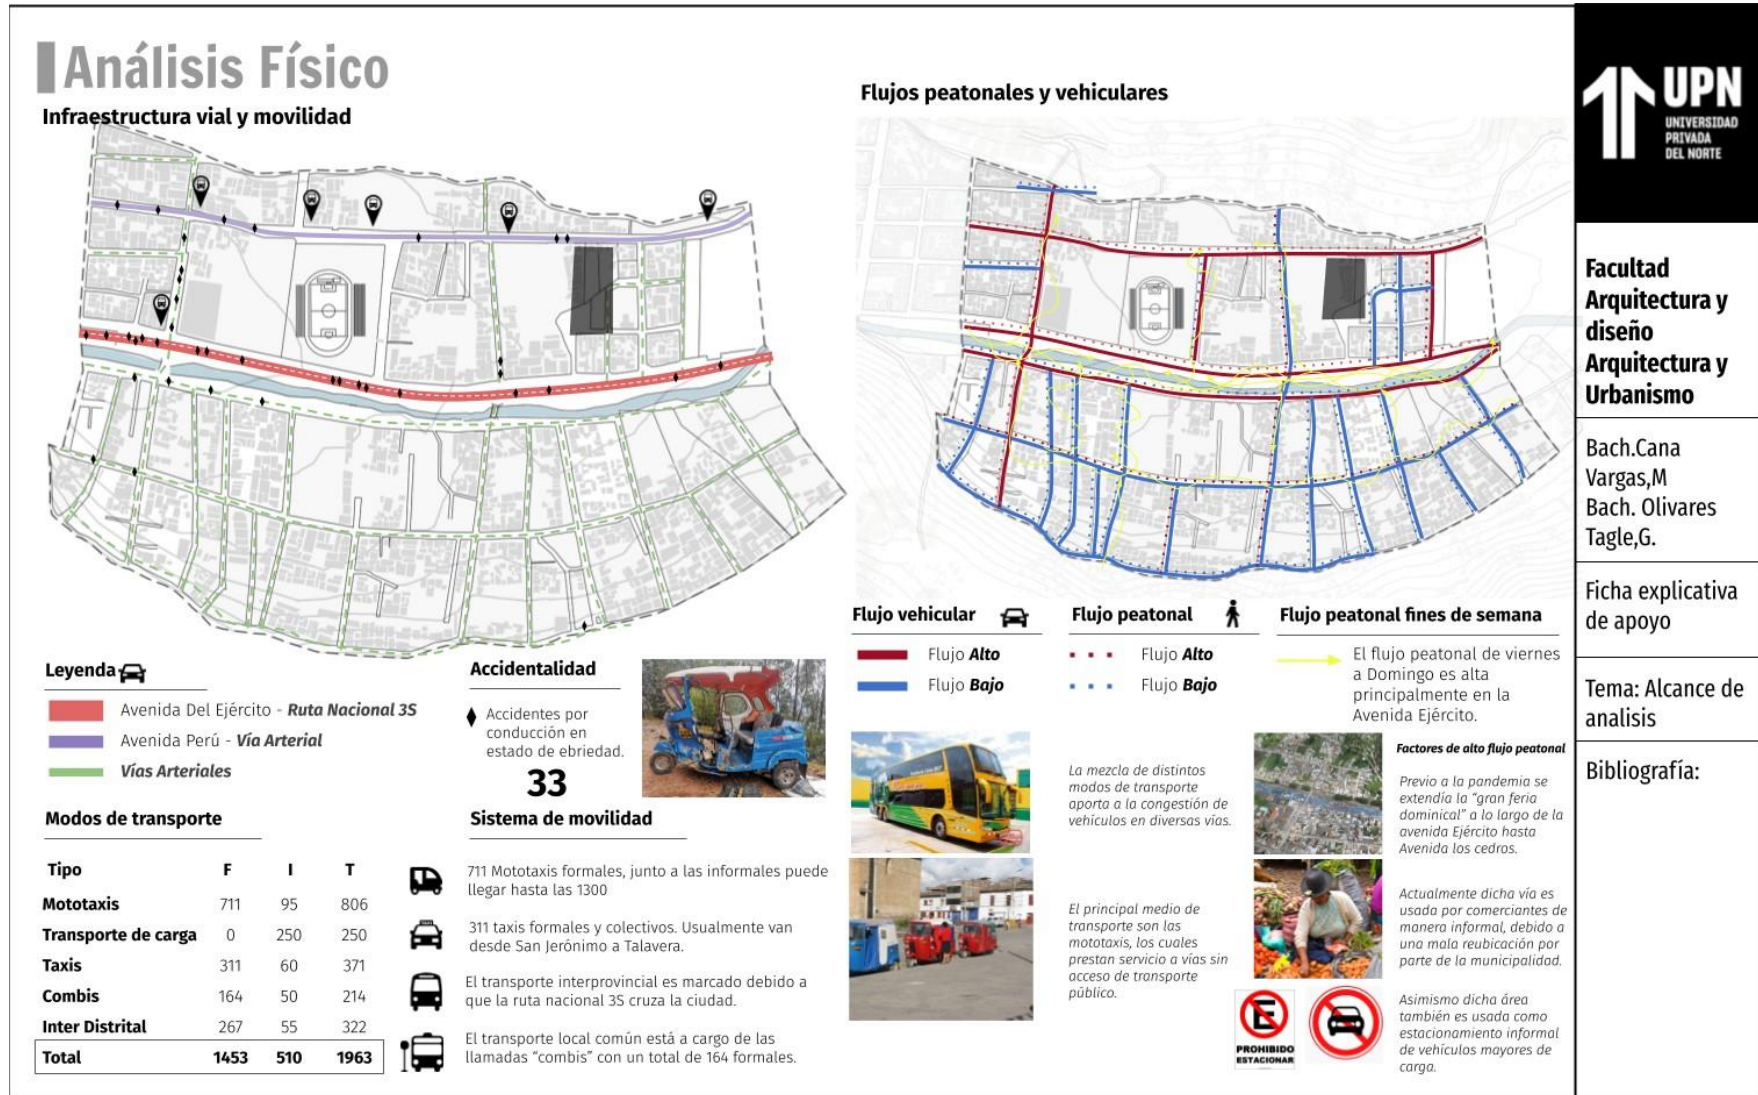 Análisis Físico
Infraestructura vial y movilidad
Flujos peatonales y vehiculares
Leyenda
Avenida Del Ejército - Ruta Nacional 3S
Avenida Perú - Vía Arterial
Vías Arteriales
Accidentalidad
Accidentes por
conducción en
estado de ebriedad.
33
Modos de transporte
Tipo F I T
Mototaxis 711 95 806
Transporte de carga 0 250 250
Taxis 311 60 371
Combis 164 50 214
Inter Distrital 267 55 322
Total 1453 510 1963
Sistema de movilidad
711 Mototaxis formales, junto a las informales puede
llegar hasta las 1300
311 taxis formales y colectivos. Usualmente van
desde San Jerónimo a Talavera.
El transporte interprovincial es marcado debido a
que la ruta nacional 3S cruza la ciudad.
El transporte local común está a cargo de las
llamadas "combis" con un total de 164 formales.
Flujo vehicular
Flujo Alto
Flujo Bajo
Flujo peatonal
Flujo Alto
Flujo Bajo
Flujo peatonal fines de semana
El flujo peatonal de viernes
a Domingo es alta
principalmente en la
Avenida Ejército.
La mezcla de distintos
modos de transporte
aporta a la congestión de
vehículos en diversas vías.
El principal medio de
transporte son las
mototaxis, los cuales
prestan servicio a vías sin
acceso de transporte
público.
Factores de alto flujo peatonal
Previo a la pandemia se
extendía la "gran feria
dominical" a lo largo de la
avenida Ejército hasta
Avenida los cedros.
Actualmente dicha vía es
usada por comerciantes de
manera informal, debido a
una mala reubicación por
parte de la municipalidad.
E
PROHIBIDO
ESTACIONAR
Asimismo dicha área
también es usada como
estacionamiento informal
de vehículos mayores de
carga.
UPN
UNIVERSIDAD
PRIVADA
DEL NORTE
Facultad
Arquitectura y
diseño
Arquitectura y
Urbanismo
Bach.Cana
Vargas,M
Bach. Olivares
Tagle,G.
Ficha explicativa
de apoyo
Tema: Alcance de
analisis
Bibliografía: